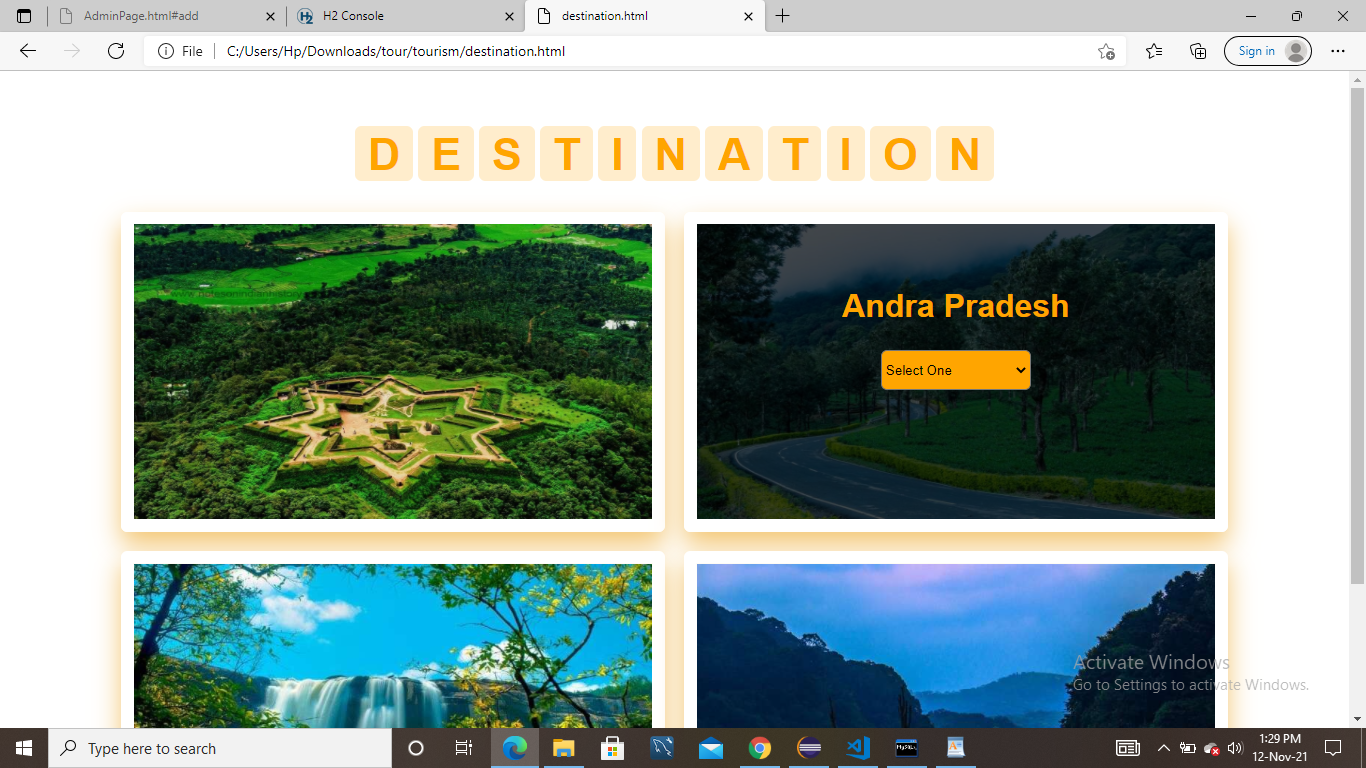 AdminPage.html#add
H2 Console
destination.html
File
C:/Users/Hp/Downloads/tour/tourism/destination.html
Sign in
DESTINATION
Andra Pradesh
Select One
Activate Windows
Go to Settings to activate Windows.
Type here to search
1:29 PM
12-Nov-21